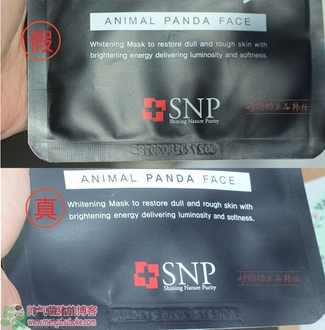 假
ANIMAL PANDA FACE
Whitening Mask to restore dull and rough skin with
brightening energy delivering luminosity and softness.
SNP
Shining Nature Purity
真
ANIMAL PANDA FACE
Whitening Mask to restore dull and rough skin with
brightening energy delivering luminosity and softness.
SNP
Shining Nature Purity